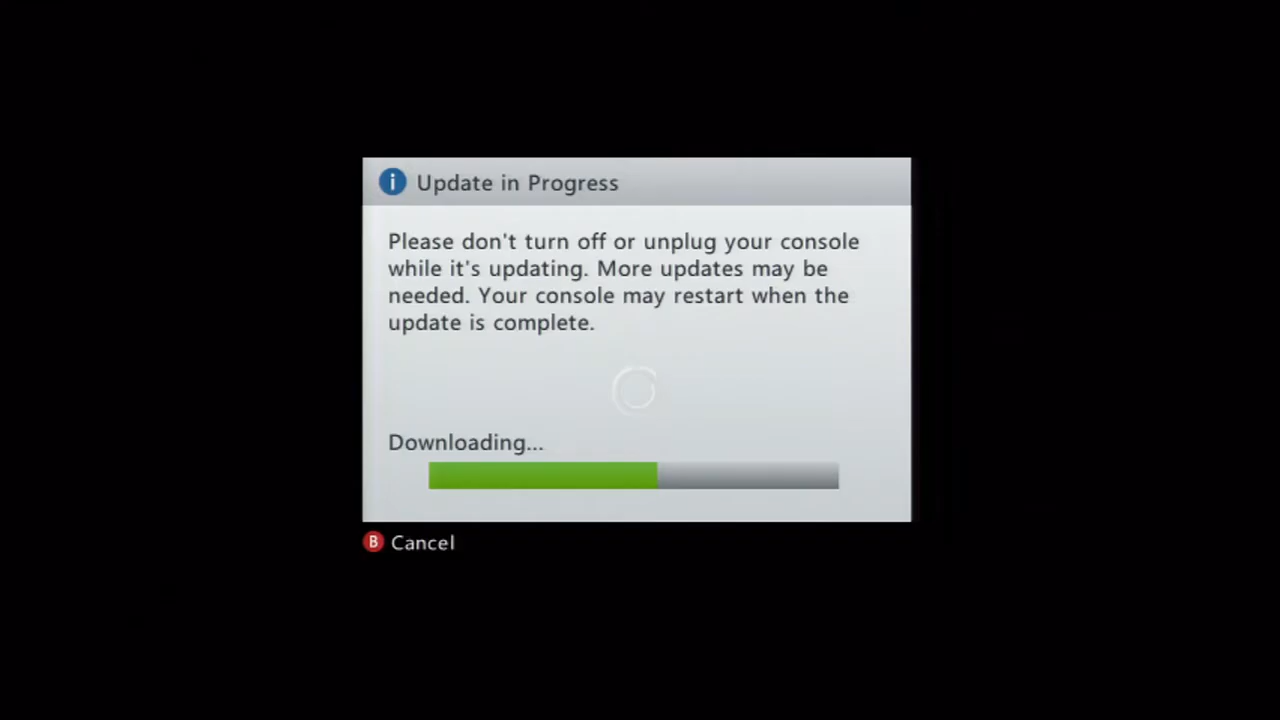 i Update in Progress
Please don't turn off or unplug your console
while it's updating. More updates may be
needed. Your console may restart when the
update is complete.
Downloading...
B Cancel